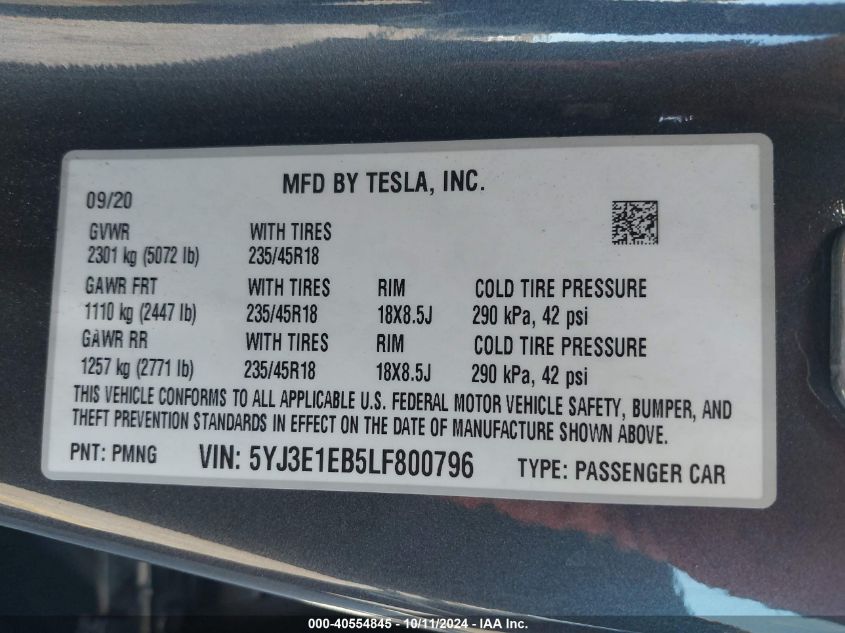 MFD BY TESLA, INC.
09/20
GVWR WITH TIRES
2301 kg (5072 lb) 235/45R18
GAWR FRT WITH TIRES RIM COLD TIRE PRESSURE
1110 kg (2447 lb) 235/45R18 18X8.5J 290 kPa, 42 psi
GAWR RR WITH TIRES RIM COLD TIRE PRESSURE
1257 kg (2771 lb) 235/45R18 18X8.5J 290 kPa, 42 psi
THIS VEHICLE CONFORMS TO ALL APPLICABLE U.S. FEDERAL MOTOR VEHICLE SAFETY, BUMPER, AND
THEFT PREVENTION STANDARDS IN EFFECT ON THE DATE OF MANUFACTURE SHOWN ABOVE.
PNT: PMNG VIN: 5YJ3E1EB5LF800796 TYPE: PASSENGER CAR
000-40554845 - 10/11/2024 - IAA Inc.